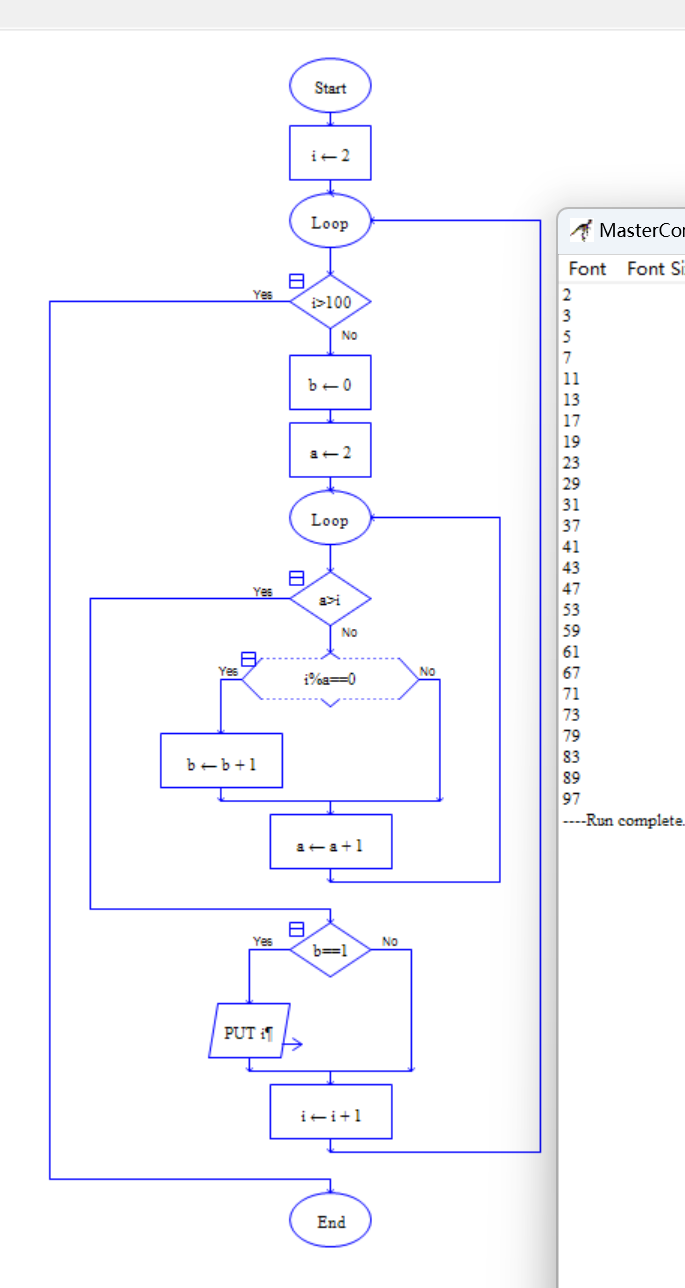 Start
i ← 2
Loop
i>100
Yes
No
b ← 0
a ← 2
Loop
a>i
Yes
No
i%a==0
Yes
No
b ← b + 1
a ← a + 1
b==1
Yes
No
PUT i¶
i ← i + 1
End
MasterCo
Font Font Si
2
3
5
7
11
13
17
19
23
29
31
37
41
43
47
53
59
61
67
71
73
79
83
89
97
----Run complete.